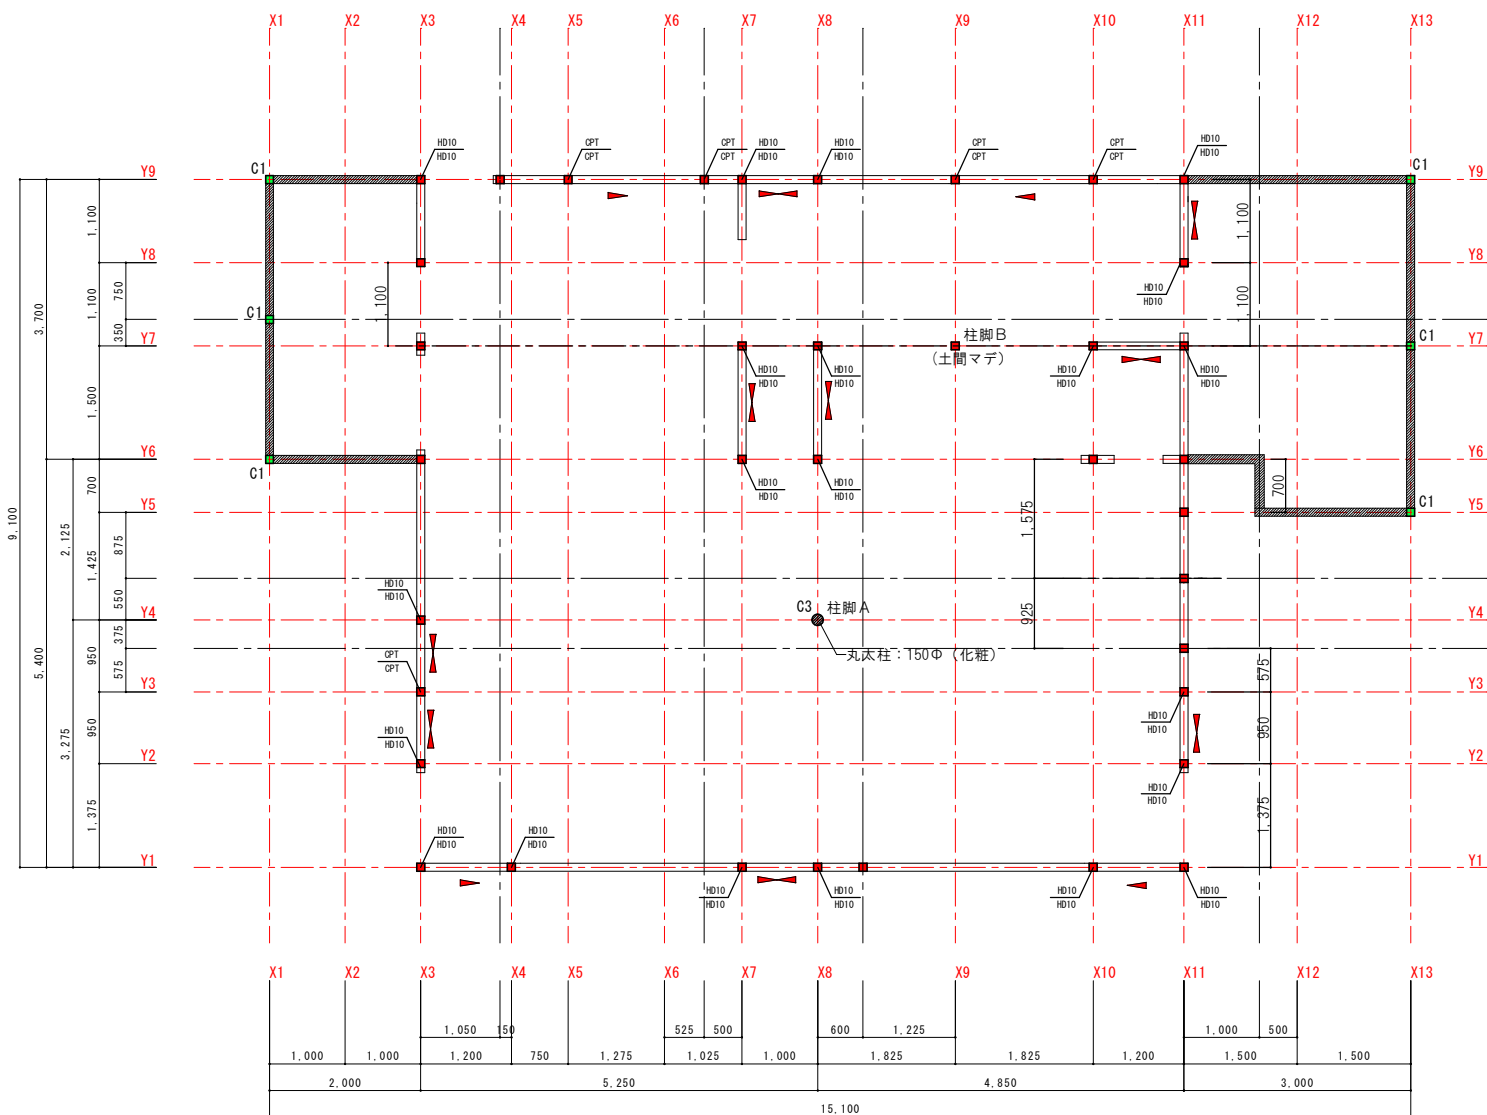 X1 X2 X3 X4 X5 X6 X7 X8 X9 X10 X11 X12 X13
HD10 CPT CPT HD10 HD10 CPT CPT HD10
HD10 CPT CPT HD10 HD10 CPT CPT HD10
C1 C1
Y9 Y9
1,100 1,100
Y8 Y8
HD10
HD10
3,700 1,100 750 1,100 1,100
C1
350
Y7 柱脚B C1 Y7
(土間マデ)
HD10 HD10 HD10 HD10
HD10 HD10 HD10 HD10
1,500
Y6 Y6
C1
HD10 HD10
HD10 HD10
700 700
C1
Y5 Y5
9,100 2,125 1,425 875 1,575
HD10
HD10
550
C3 柱脚A
Y4 Y4
375 925
丸太柱：150Φ（化粧）
5,400 950 575 575
CPT
CPT
Y3 Y3
HD10
HD10
3,275 950 950
HD10
HD10
Y2 Y2
HD10
HD10
1,375 1,375
HD10 HD10
HD10 HD10
Y1 Y1
HD10 HD10 HD10 HD10
HD10 HD10 HD10 HD10
X1 X2 X3 X4 X5 X6 X7 X8 X9 X10 X11 X12 X13
1,050 150 525 500 600 1,225 1,000 500
1,000 1,000 1,200 750 1,275 1,025 1,000 1,825 1,825 1,200 1,500 1,500
2,000 5,250 4,850 3,000
15,100